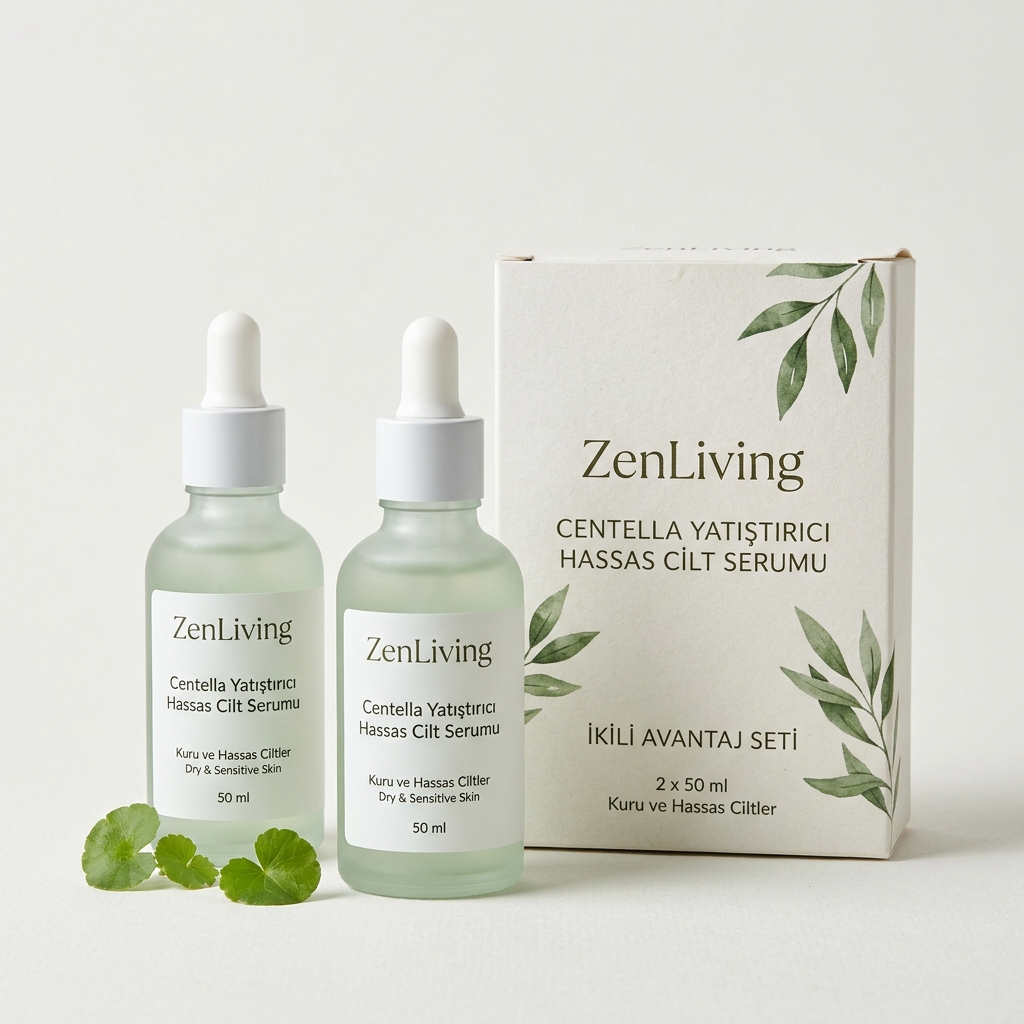 ZenLiving
Centella Yatıştırıcı
Hassas Cilt Serumu
Kuru ve Hassas Ciltler
Dry & Sensitive Skin
50 ml
ZenLiving
Centella Yatıştırıcı
Hassas Cilt Serumu
Kuru ve Hassas Ciltler
Dry & Sensitive Skin
50 ml
ZenLiving
ZenLiving
CENTELLA YATIŞTIRICI
HASSAS CİLT SERUMU
İKİLİ AVANTAJ SETİ
2 x 50 ml
Kuru ve Hassas Ciltler